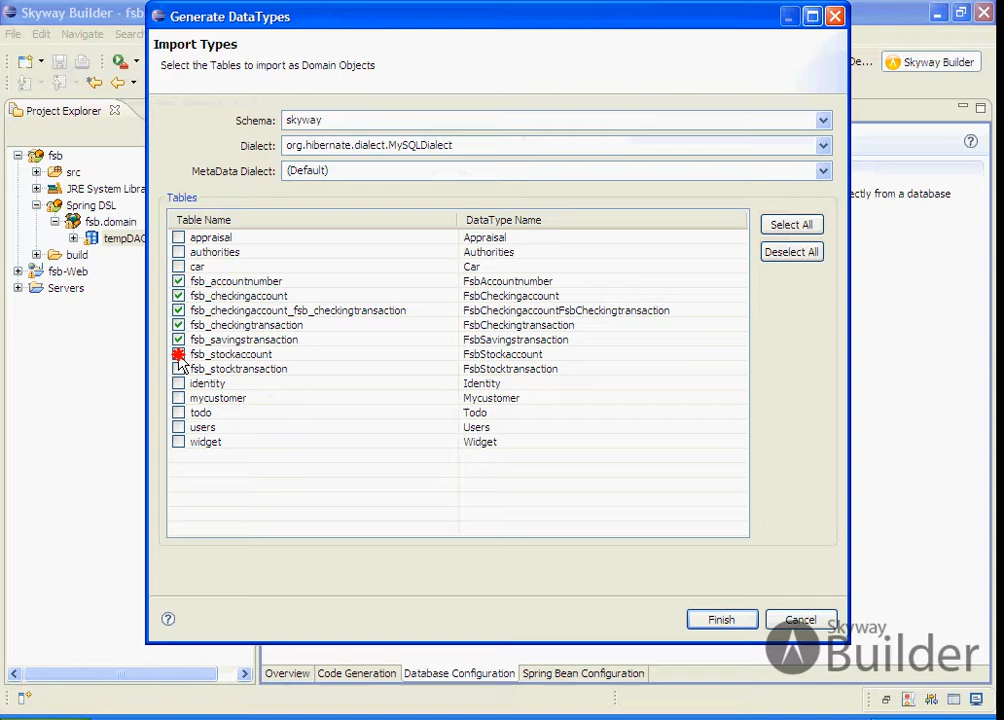 Skyway Builder - fsb
Generate DataTypes
File Edit Navigate Search
Import Types
Select the Tables to import as Domain Objects
De...
Skyway Builder
Project Explorer
Schema: skyway
Dialect: org.hibernate.dialect.MySQLDialect
MetaData Dialect: (Default)
fsb
src
JRE System Libra
Spring DSL
fsb.domain
tempDAO
build
fsb-Web
Servers
ectly from a database
Tables
Table Name DataType Name
Select All
Deselect All
appraisal Appraisal
authorities Authorities
car Car
fsb_accountnumber FsbAccountnumber
fsb_checkingaccount FsbCheckingaccount
fsb_checkingaccount_fsb_checkingtransaction FsbCheckingaccountFsbCheckingtransaction
fsb_checkingtransaction FsbCheckingtransaction
fsb_savingstransaction FsbSavingstransaction
fsb_stockaccount FsbStockaccount
fsb_stocktransaction FsbStocktransaction
identity Identity
mycustomer Mycustomer
todo Todo
users Users
widget Widget
Finish Cancel
Skyway
Builder
Overview Code Generation Database Configuration Spring Bean Configuration